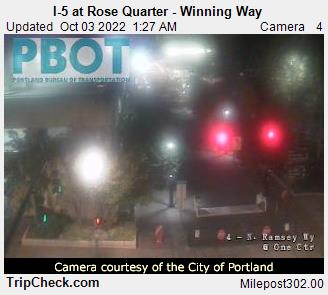 I-5 at Rose Quarter - Winning Way
Updated Oct 03 2022 1:27 AM Camera 4
PBOT
PORTLAND BUREAU OF TRANSPORTATION
4 - N. Ramsey Wy
@ One Ctr
Camera courtesy of the City of Portland
TripCheck.com Milepost302.00